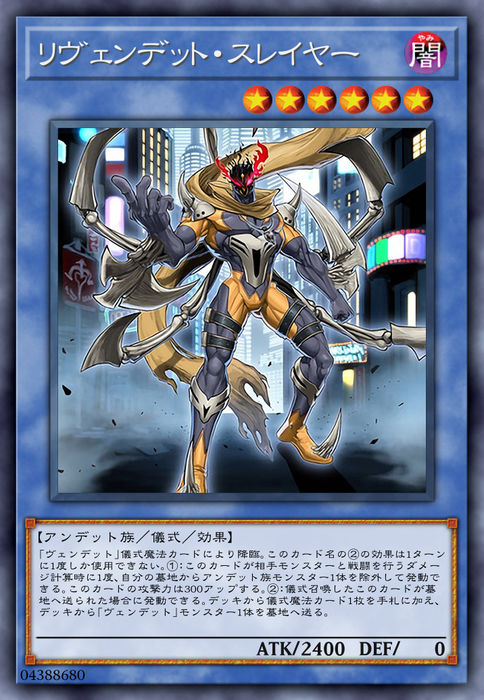 リヴェンデット・スレイヤー
やみ
闇
【アンデット族／儀式／効果】
「ヴェンデット」儀式魔法カードにより降臨。このカード名の②の効果は1ターン
に1度しか使用できない。①：このカードが相手モンスターと戦闘を行うダメー
ジ計算時に1度、自分の墓地からアンデット族モンスター1体を除外して発動で
きる。このカードの攻撃力は300アップする。②：儀式召喚したこのカードが墓
地へ送られた場合に発動できる。デッキから儀式魔法カード1枚を手札に加え、
デッキから「ヴェンデット」モンスター1体を墓地へ送る。
ATK/2400 DEF/ 0
04388680